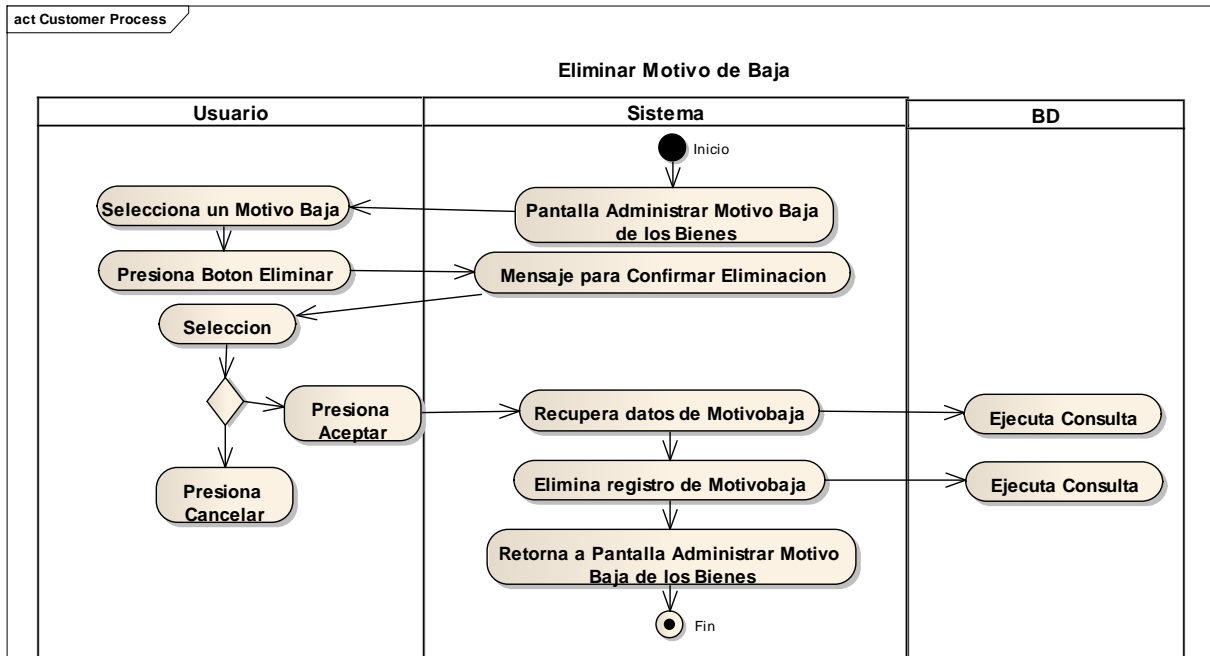 act Customer Process
Eliminar Motivo de Baja
Usuario
Sistema
BD
Inicio
Selecciona un Motivo Baja
Pantalla Administrar Motivo Baja
de los Bienes
Presiona Boton Eliminar
Mensaje para Confirmar Eliminacion
Seleccion
Presiona
Aceptar
Recupera datos de Motivobaja
Ejecuta Consulta
Presiona
Cancelar
Elimina registro de Motivobaja
Ejecuta Consulta
Retorna a Pantalla Administrar Motivo
Baja de los Bienes
Fin